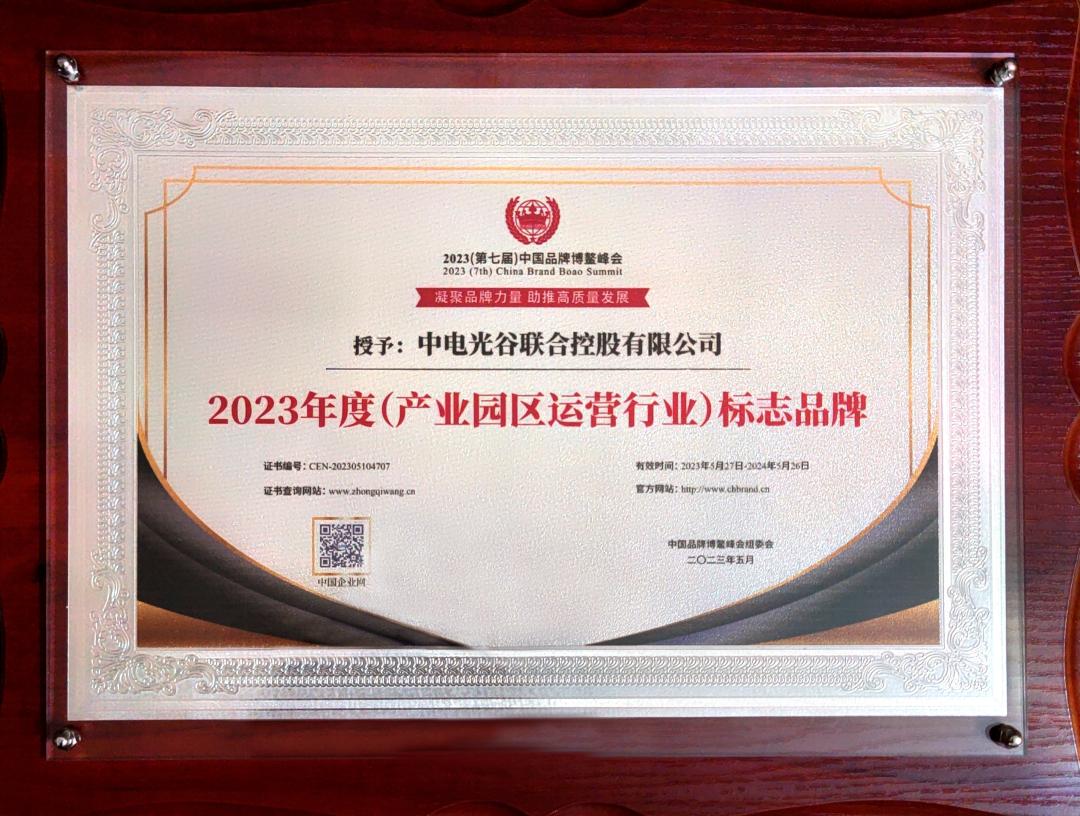 2023(第七届)中国品牌博鳌峰会
2023 (7th) China Brand Boao Summit
凝聚品牌力量 助推高质量发展
授予：中电光谷联合控股有限公司
2023年度(产业园区运营行业)标志品牌
证书编号：CEN-202305104707
有效时间：2023年5月27日-2024年5月26日
证书查询网站：www.zhongqiwang.cn
官方网站：http://www.chbrand.cn
中国品牌博鳌峰会组委会
二〇二三年五月
中国企业网